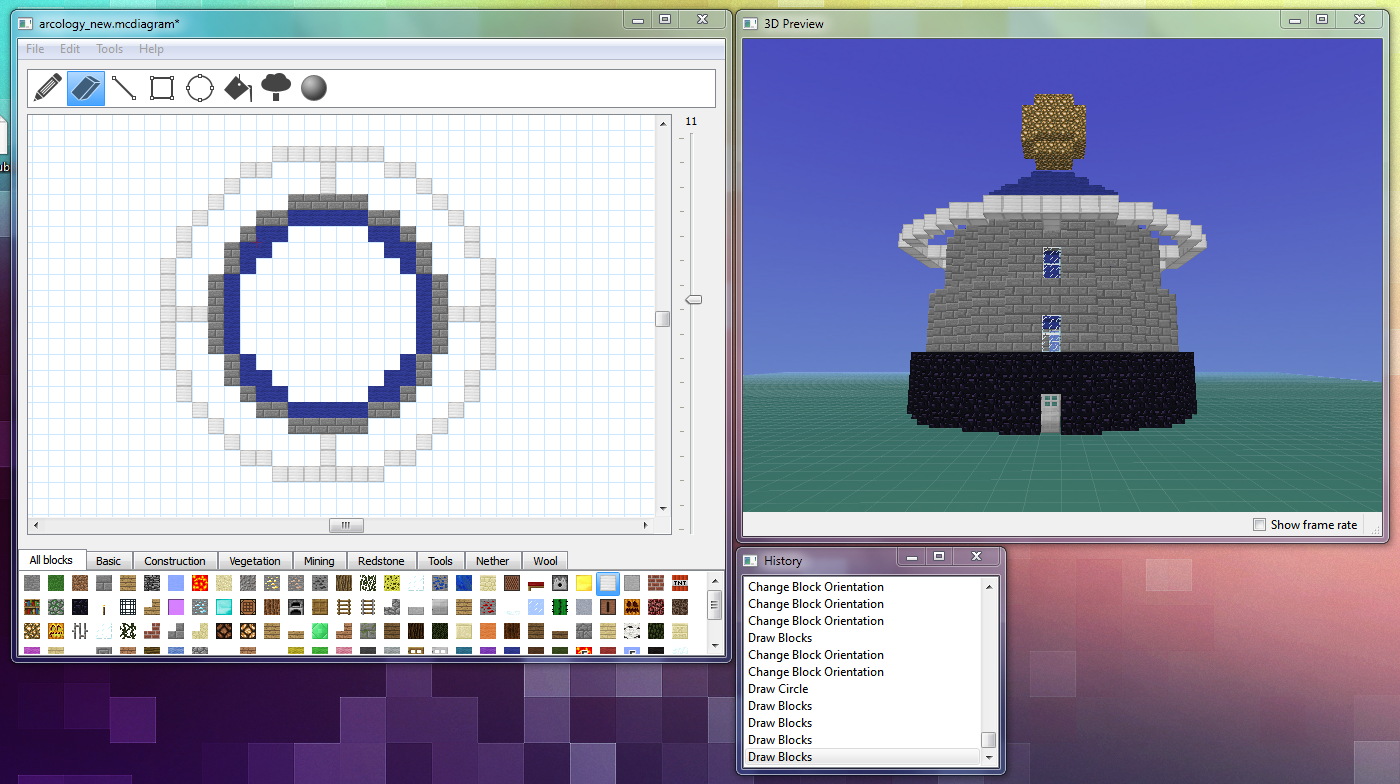 arcology_new.mcdiagram*
File Edit Tools Help
11
All blocks Basic Construction Vegetation Mining Redstone Tools Nether Wool
TNT
3D Preview
Show frame rate
History
Change Block Orientation
Change Block Orientation
Change Block Orientation
Draw Blocks
Change Block Orientation
Change Block Orientation
Draw Circle
Draw Blocks
Draw Blocks
Draw Blocks
Draw Blocks